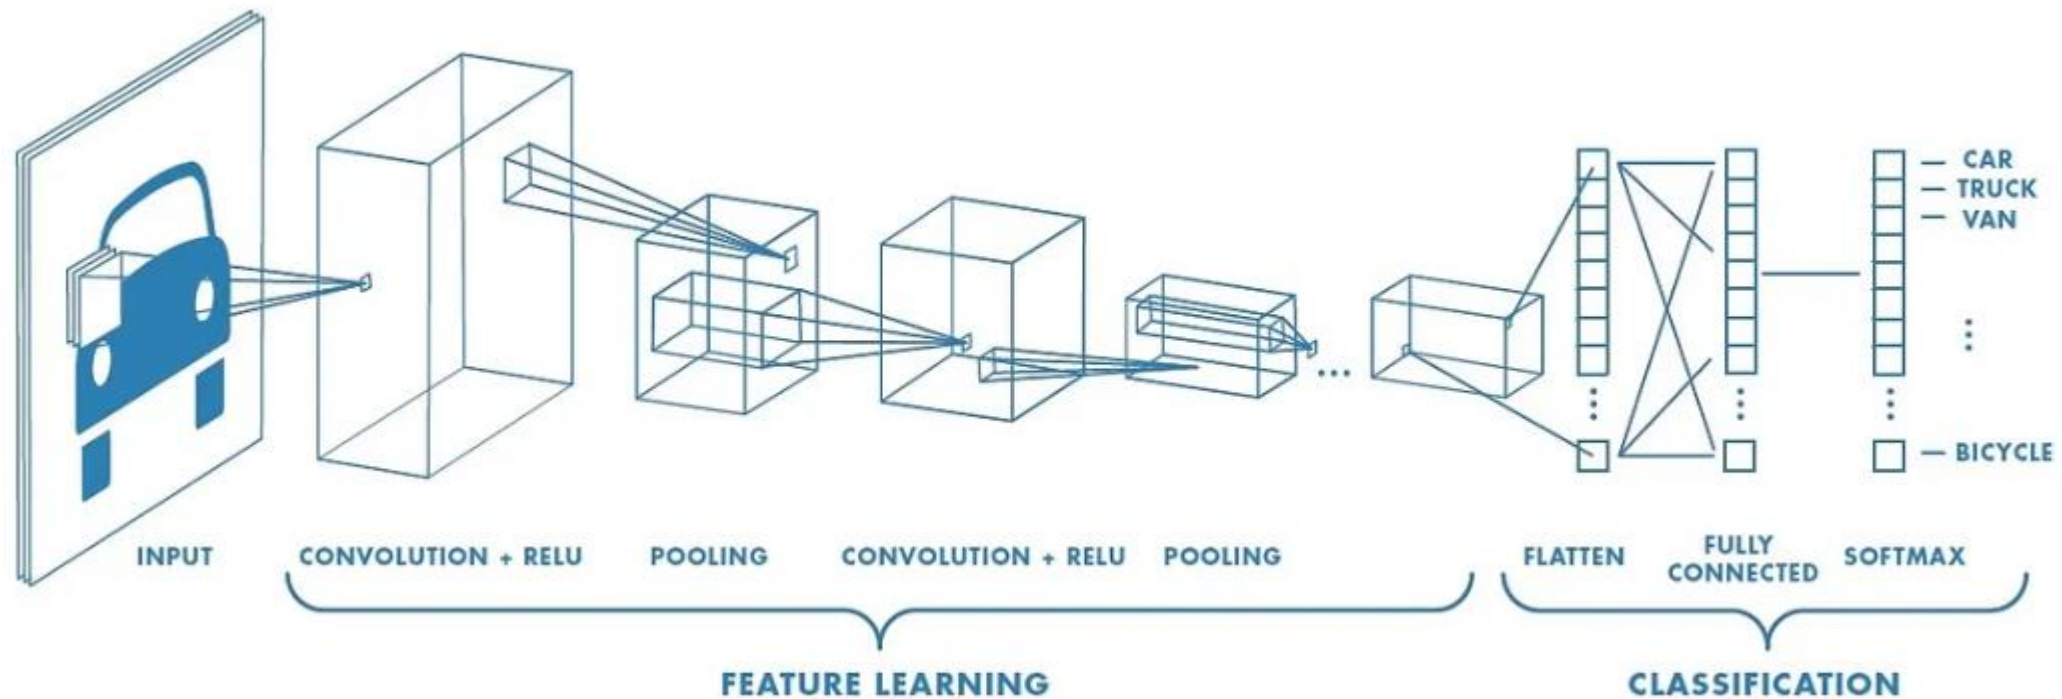 CAR
TRUCK
VAN
BICYCLE
INPUT
CONVOLUTION + RELU
POOLING
CONVOLUTION + RELU
POOLING
FLATTEN
FULLY
CONNECTED
SOFTMAX
FEATURE LEARNING
CLASSIFICATION